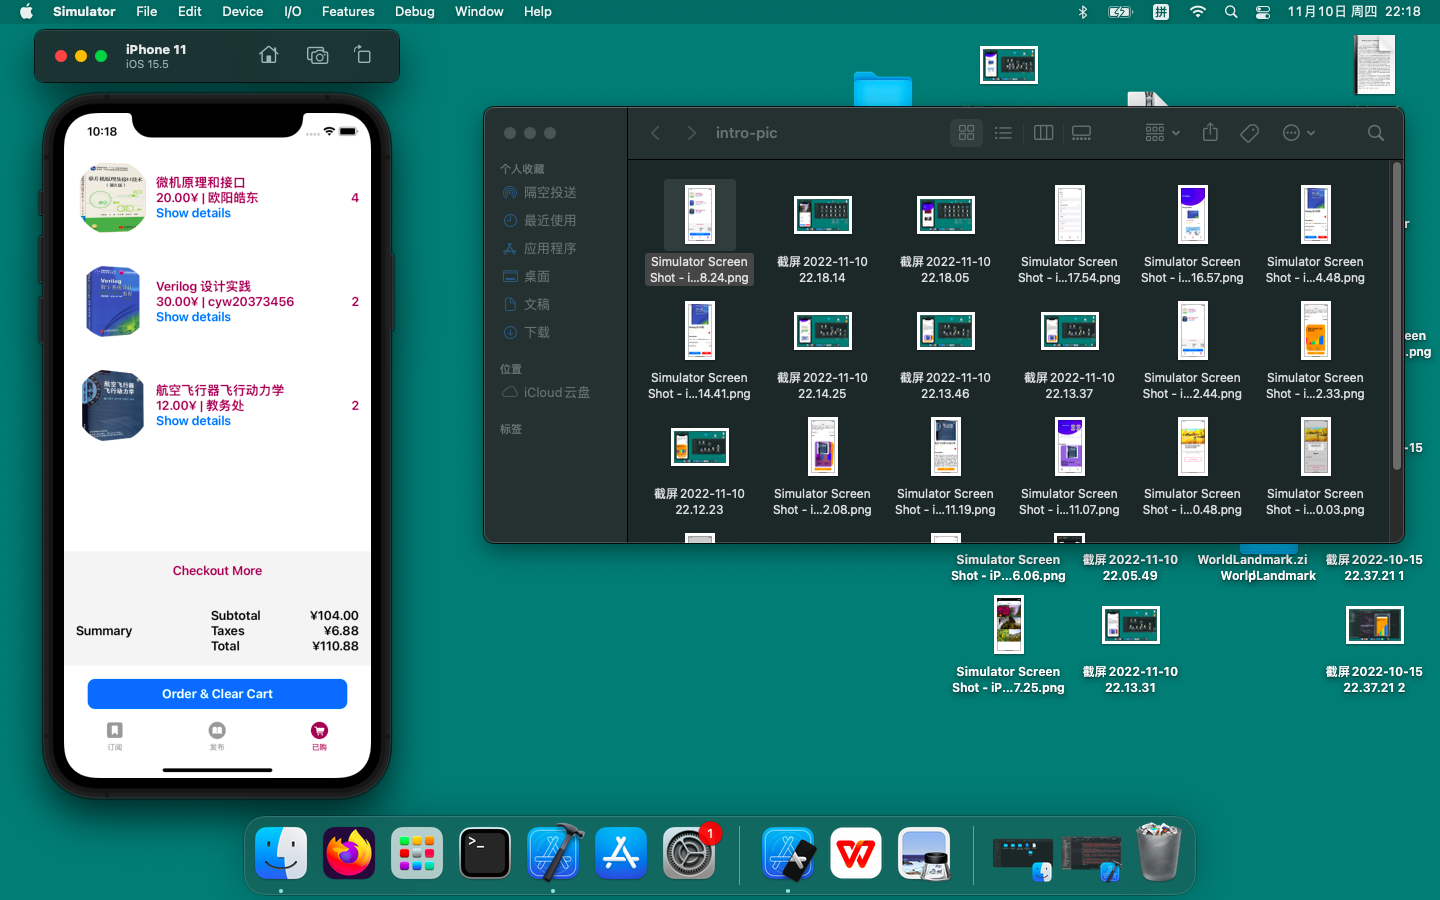 Simulator File Edit Device I/O Features Debug Window Help
拼
11月10日 周四 22:18
iPhone 11
iOS 15.5
10:18
微机原理和接口
20.00¥ | 欧阳皓东
4
Show details
Verilog 设计实践
30.00¥ | cyw20373456
2
Show details
航空飞行器飞行动力学
12.00¥ | 教务处
2
Show details
Checkout More
Summary
Subtotal ¥104.00
Taxes ¥6.88
Total ¥110.88
Order & Clear Cart
订阅 发布 已购
intro-pic
个人收藏
隔空投送
最近使用
应用程序
桌面
文稿
下载
位置
iCloud 云盘
标签
Simulator Screen
Shot - i...8.24.png
截屏 2022-11-10
22.18.14
截屏 2022-11-10
22.18.05
Simulator Screen
Shot - i...17.54.png
Simulator Screen
Shot - i...16.57.png
Simulator Screen
Shot - i...4.48.png
Simulator Screen
Shot - i...14.41.png
截屏 2022-11-10
22.14.25
截屏 2022-11-10
22.13.46
截屏 2022-11-10
22.13.37
Simulator Screen
Shot - i...2.44.png
Simulator Screen
Shot - i...2.33.png
截屏 2022-11-10
22.12.23
Simulator Screen
Shot - i...2.08.png
Simulator Screen
Shot - i...11.19.png
Simulator Screen
Shot - i...11.07.png
Simulator Screen
Shot - i...0.48.png
Simulator Screen
Shot - i...0.03.png
Simulator Screen
Shot - iP...6.06.png
截屏 2022-11-10
22.05.49
WorldLandmark.zi
WorldLandmark
截屏 2022-10-15
22.37.21 1
Simulator Screen
Shot - iP...7.25.png
截屏 2022-11-10
22.13.31
截屏 2022-10-15
22.37.21 2
een
.png
-15
1